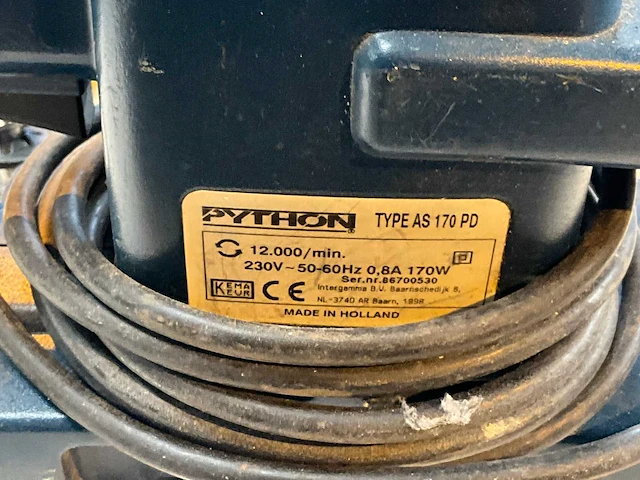 PYTHON® TYPE AS 170 PD
12.000/min.
230V~50-60Hz 0,8A 170W
Ser.nr.86700530
KEMA KEUR CE Intergamma B.V. Baarnschedijk 8,
NL-3740 AR Baarn, 1998
MADE IN HOLLAND